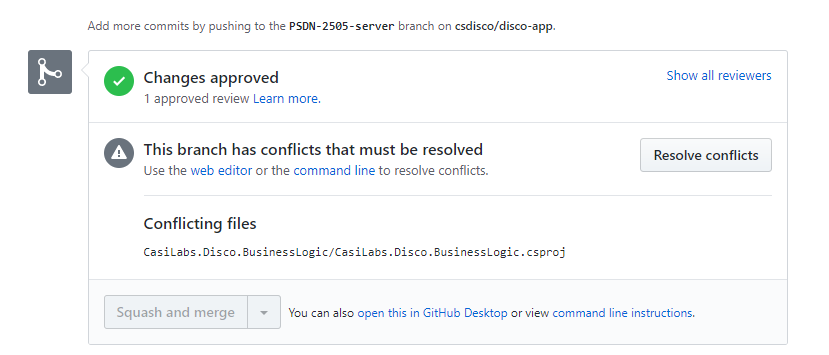 Add more commits by pushing to the PSDN-2505-server branch on csdisco/disco-app.
Changes approved
Show all reviewers
1 approved review Learn more.
This branch has conflicts that must be resolved
Resolve conflicts
Use the web editor or the command line to resolve conflicts.
Conflicting files
CasiLabs.Disco.BusinessLogic/CasiLabs.Disco.BusinessLogic.csproj
Squash and merge
You can also open this in GitHub Desktop or view command line instructions.